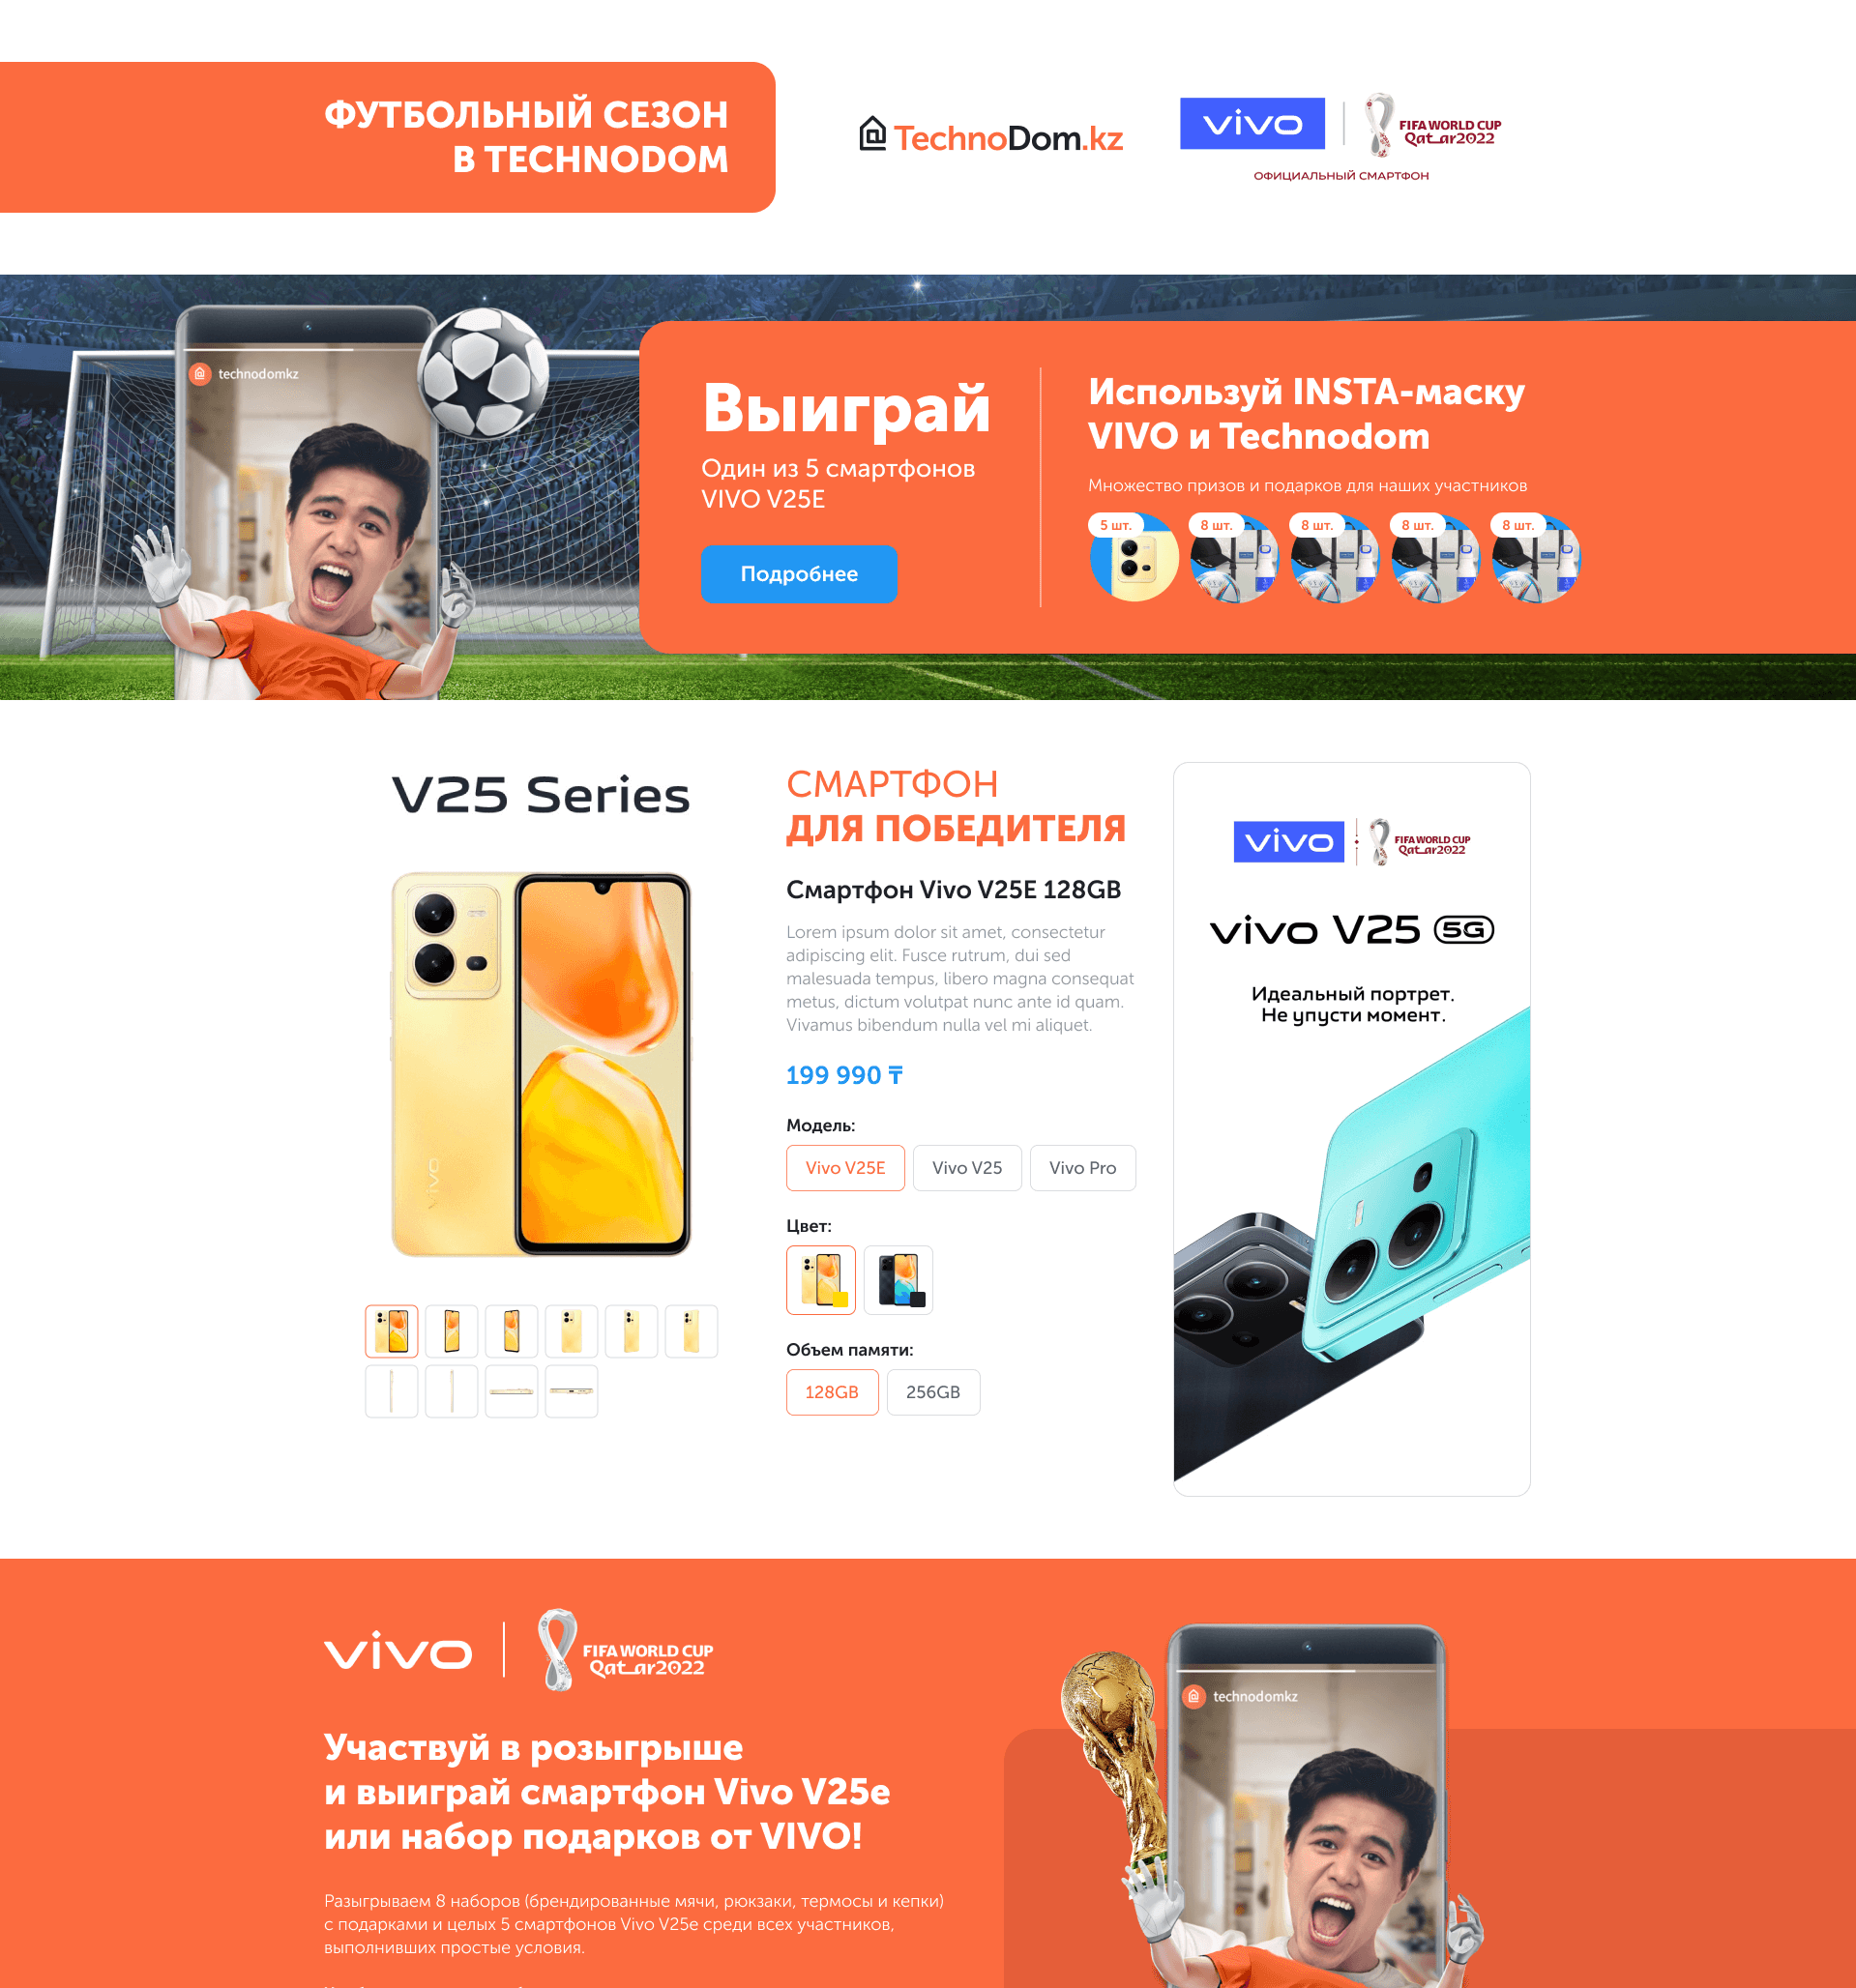 ФУТБОЛЬНЫЙ СЕЗОН
В TECHNODOM
TechnoDom.kz
vivo
FIFA WORLD CUP
Qatar2022
ОФИЦИАЛЬНЫЙ СМАРТФОН
technodomkz
Выиграй
Один из 5 смартфонов
VIVO V25E
Подробнее
Используй INSTA-маску
VIVO и Technodom
Множество призов и подарков для наших участников
5 шт.
8 шт.
8 шт.
8 шт.
8 шт.
V25 Series
vivo
СМАРТФОН
ДЛЯ ПОБЕДИТЕЛЯ
Смартфон Vivo V25E 128GB
Lorem ipsum dolor sit amet, consectetur
adipiscing elit. Fusce rutrum, dui sed
malesuada tempus, libero magna consequat
metus, dictum volutpat nunc ante id quam.
Vivamus bibendum nulla vel mi aliquet.
199 990 ₸
Модель:
Vivo V25E
Vivo V25
Vivo Pro
Цвет:
Объем памяти:
128GB
256GB
vivo
FIFA WORLD CUP
Qatar2022
vivo V25 5G
Идеальный портрет.
Не упусти момент.
vivo
FIFA WORLD CUP
Qatar2022
Участвуй в розыгрыше
и выиграй смартфон Vivo V25e
или набор подарков от VIVO!
Разыгрываем 8 наборов (брендированные мячи, рюкзаки, термосы и кепки)
с подарками и целых 5 смартфонов Vivo V25e среди всех участников,
выполнивших простые условия.
technodomkz